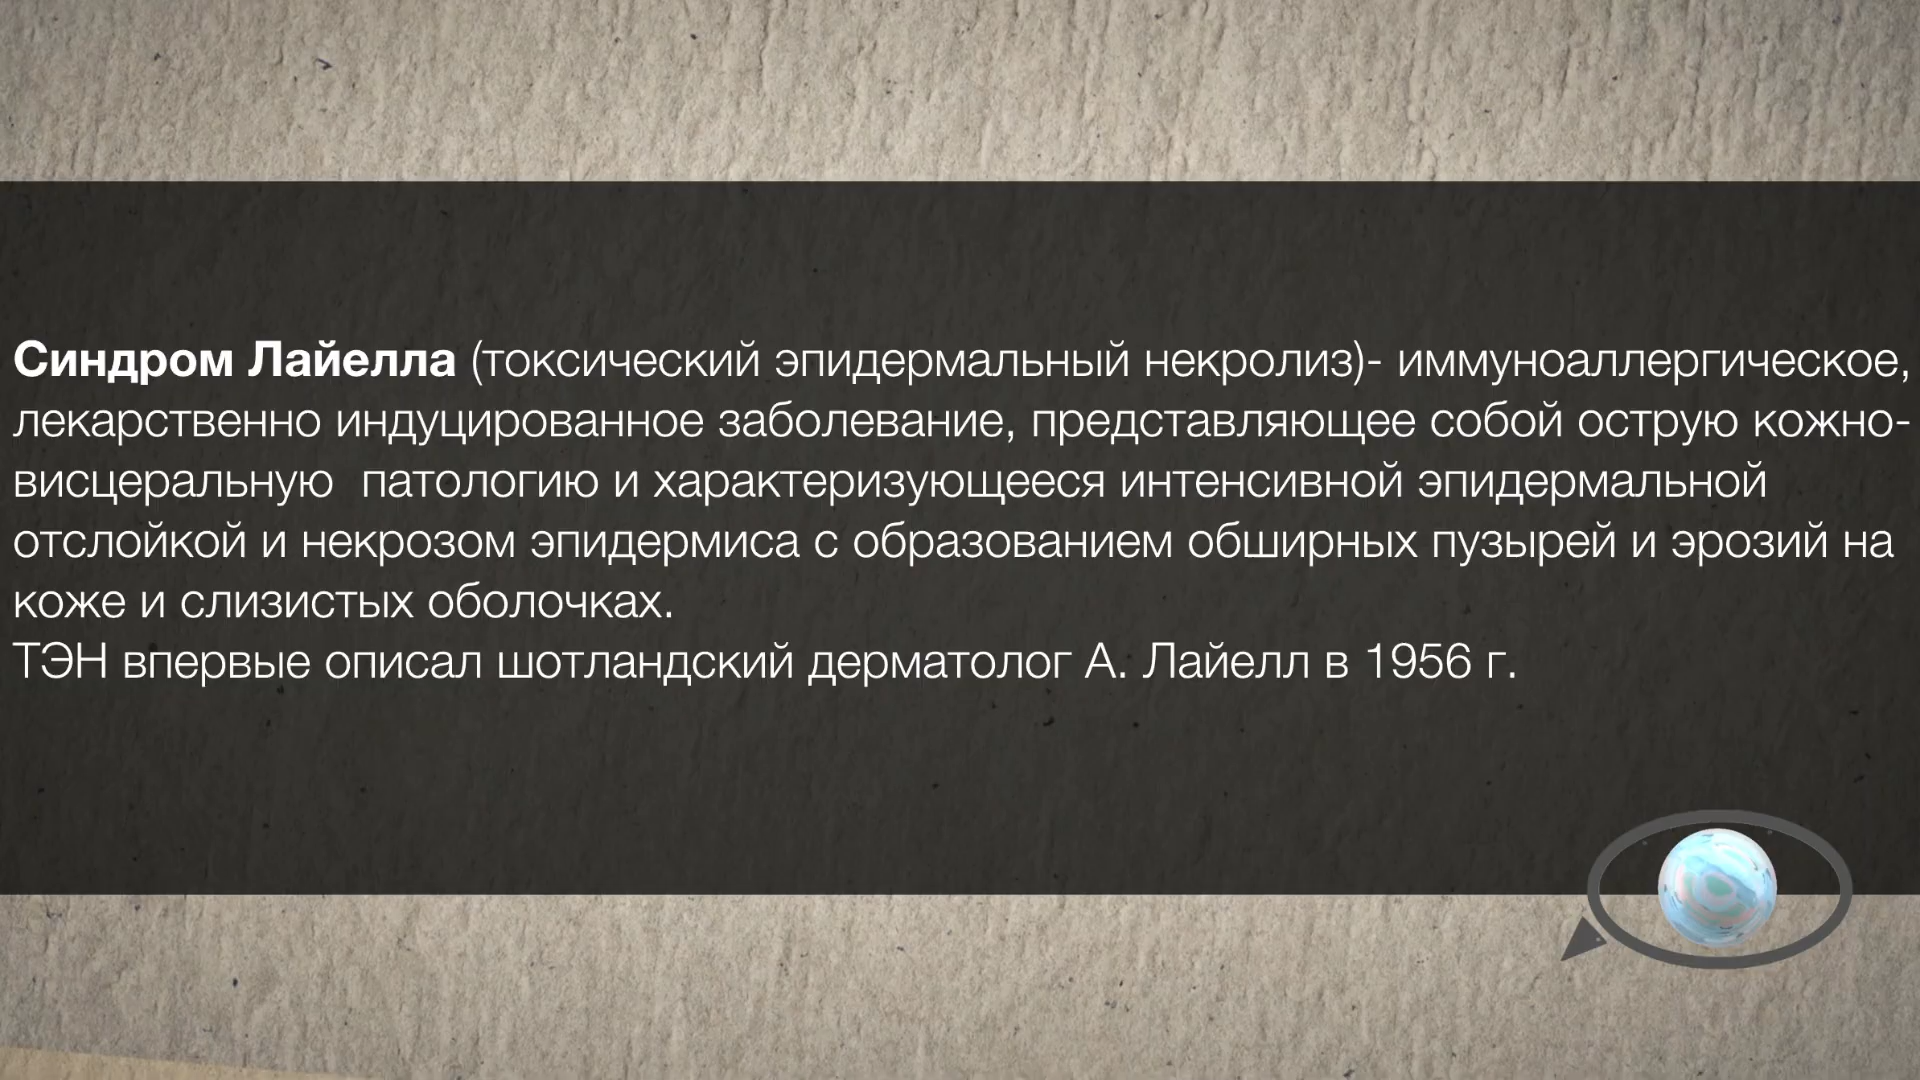 Синдром Лайелла (токсический эпидермальный некролиз)- иммуноаллергическое,
лекарственно индуцированное заболевание, представляющее собой острую кожно-
висцеральную  патологию и характеризующееся интенсивной эпидермальной
отслойкой и некрозом эпидермиса с образованием обширных пузырей и эрозий на
коже и слизистых оболочках.
ТЭН впервые описал шотландский дерматолог А. Лайелл в 1956 г.